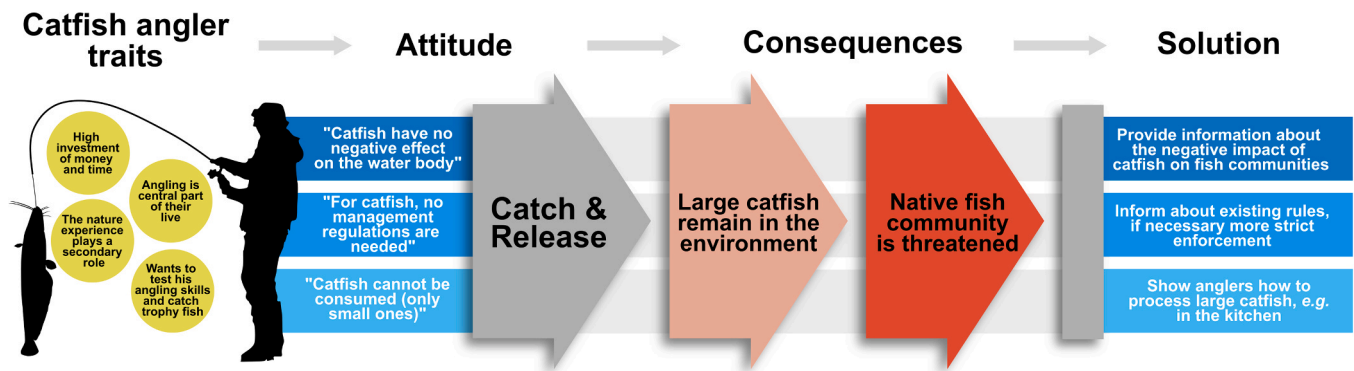 Catfish angler
traits
Attitude
Consequences
Solution
High
investment
of money
and time
Angling is
central part
of their
live
The nature
experience
plays a
secondary
role
Wants to
test his
angling skills
and catch
trophy fish
"Catfish have no
negative effect
on the water body"
"For catfish, no
management
regulations are
needed"
"Catfish cannot be
consumed (only
small ones)"
Catch &
Release
Large catfish
remain in the
environment
Native fish
community
is threatened
Provide information about
the negative impact of
catfish on fish communities
Inform about existing rules,
if necessary more strict
enforcement
Show anglers how to
process large catfish, e.g.
in the kitchen